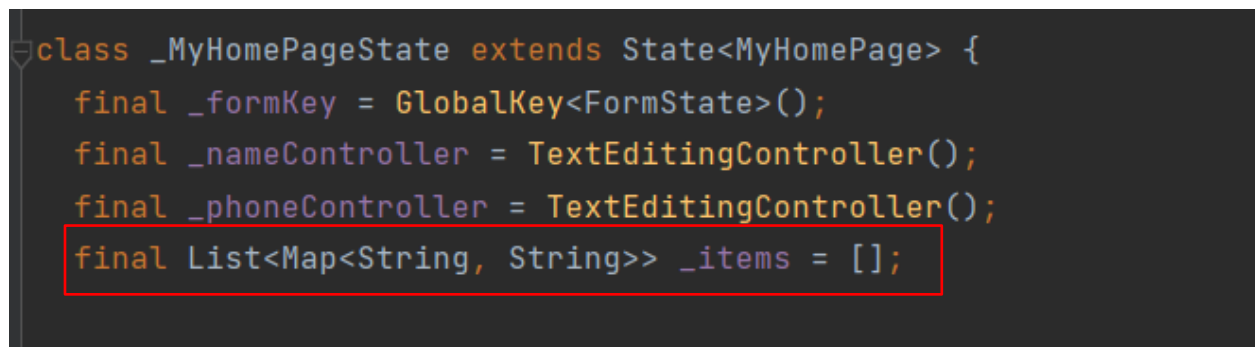 class _MyHomePageState extends State<MyHomePage> {
final _formKey = GlobalKey<FormState>();
final _nameController = TextEditingController();
final _phoneController = TextEditingController();
final List<Map<String, String>> _items = [];